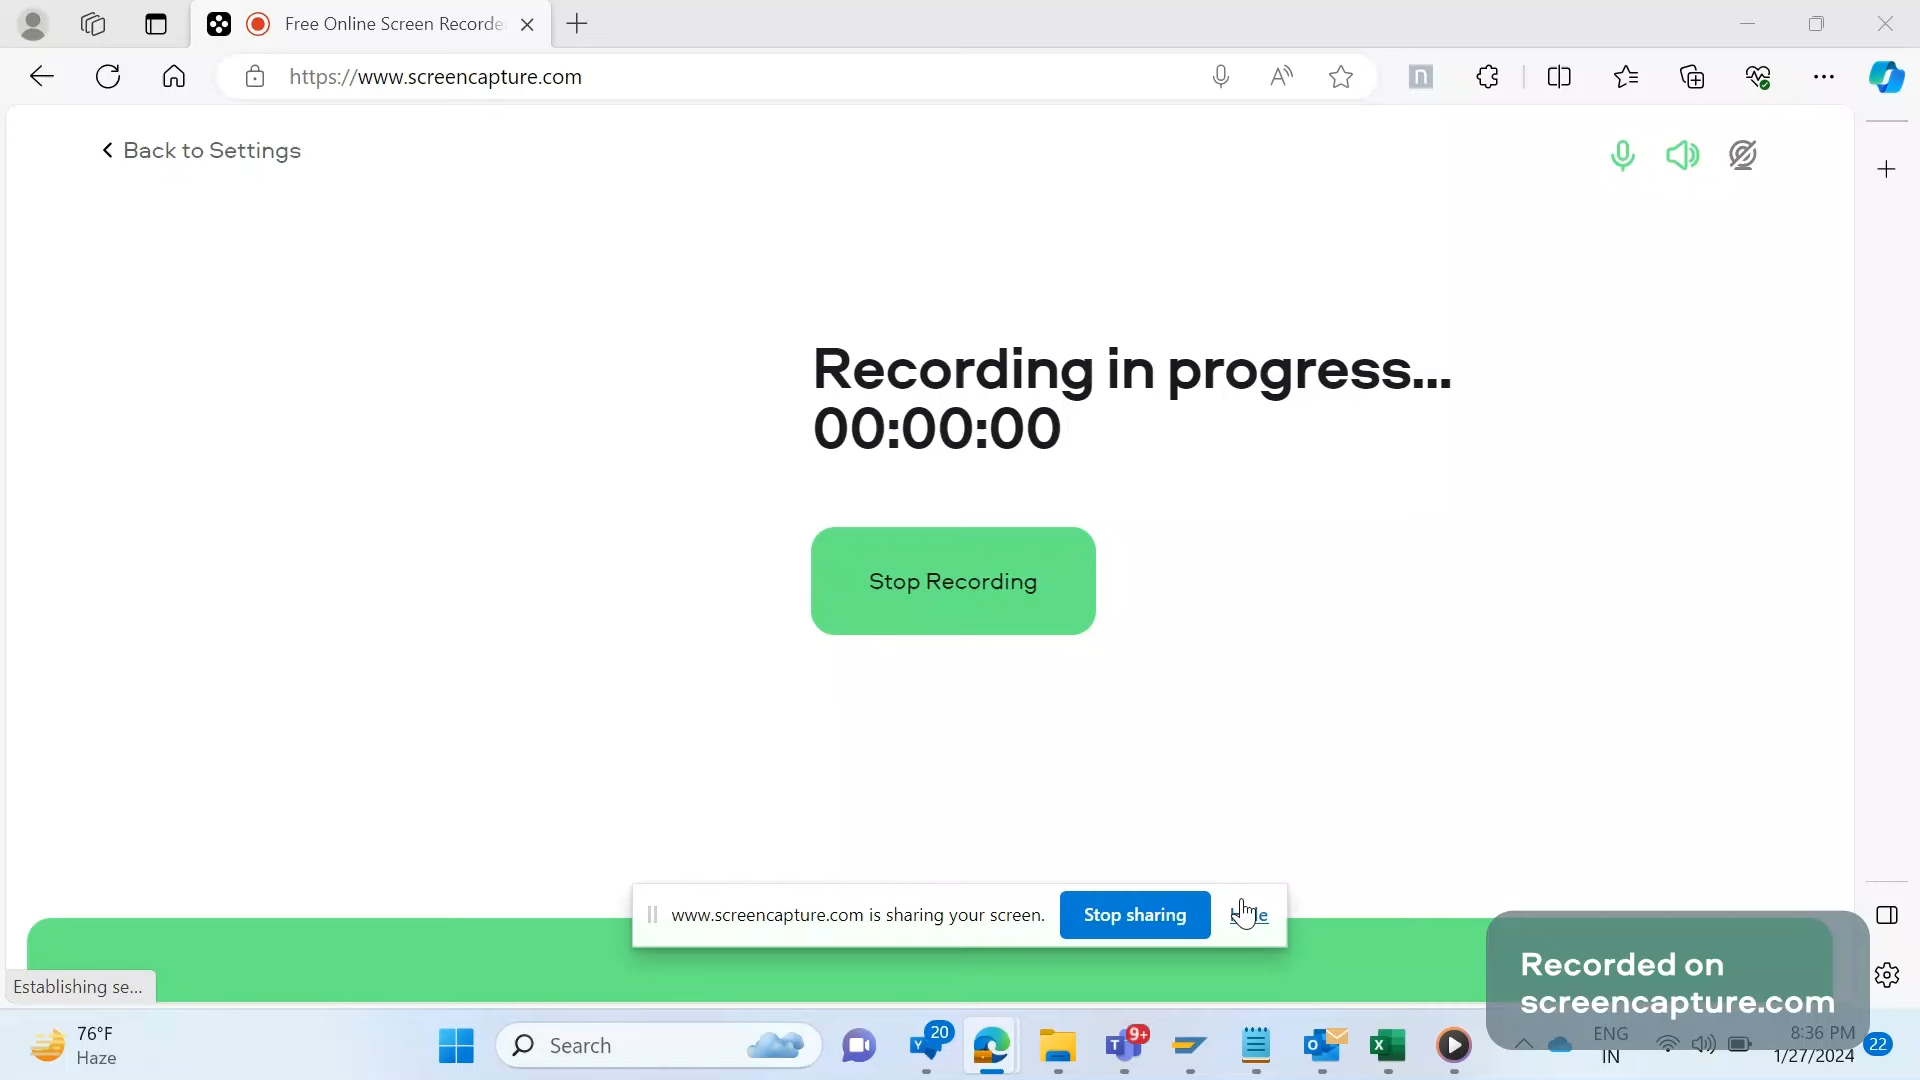 Free Online Screen Recorde
https://www.screencapture.com
Back to Settings
Recording in progress...
00:00:00
Stop Recording
www.screencapture.com is sharing your screen.
Stop sharing
Establishing se...
Recorded on
screencapture.com
76°F
Haze
Search
20
9+
ENG
IN
8:36 PM
1/27/2024
22